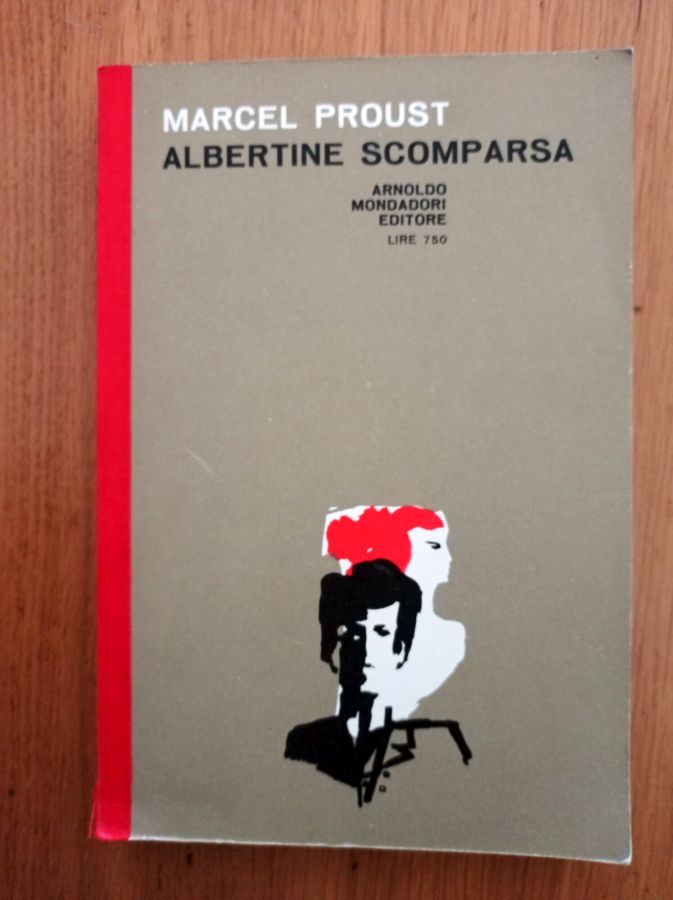 MARCEL PROUST
ALBERTINE SCOMPARSA
ARNOLDO
MONDADORI
EDITORE
LIRE 750